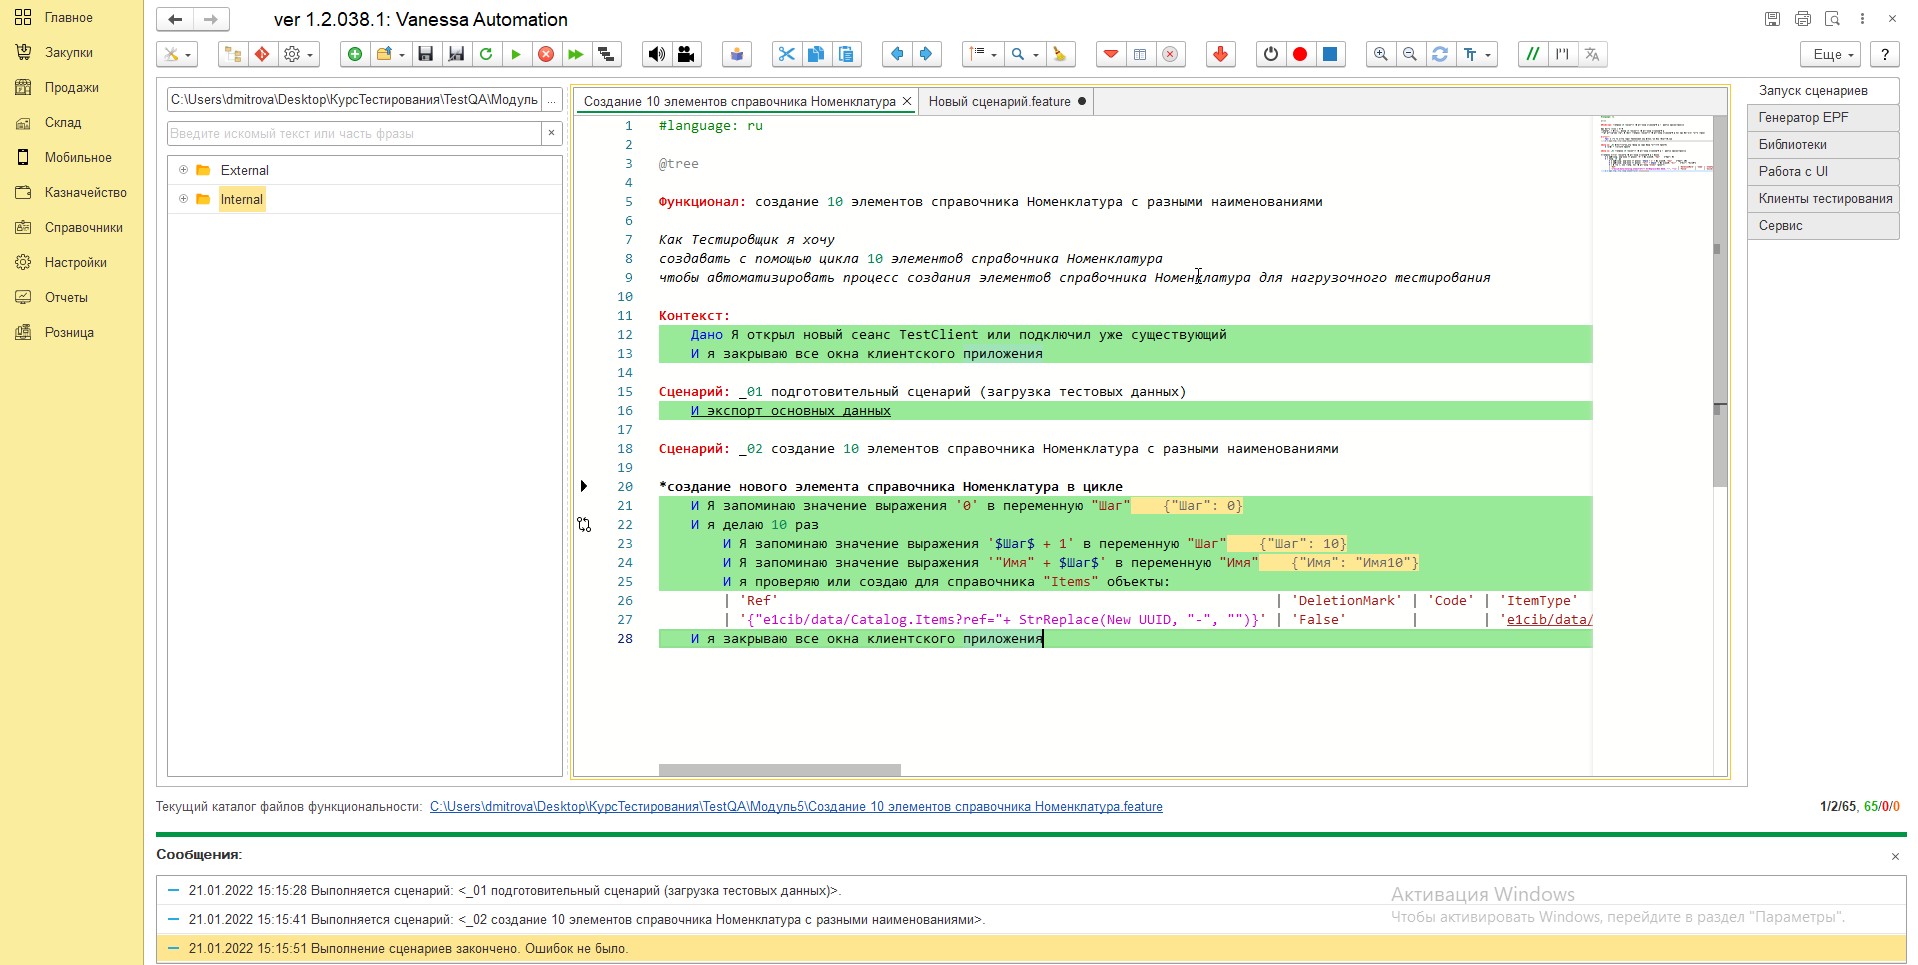 Главное
Закупки
Продажи
Склад
Мобильное
Казначейство
Справочники
Настройки
Отчеты
Розница
ver 1.2.038.1: Vanessa Automation
Еще
?
C:\Users\dmitrova\Desktop\КурсТестирования\TestQA\Модуль
...
Введите искомый текст или часть фразы
External
Internal
Создание 10 элементов справочника Номенклатура
Новый сценарий.feature
1 #language: ru
2
3 @tree
4
5 Функционал: создание 10 элементов справочника Номенклатура с разными наименованиями
6
7 Как Тестировщик я хочу
8 создавать с помощью цикла 10 элементов справочника Номенклатура
9 чтобы автоматизировать процесс создания элементов справочника Номенклатура для нагрузочного тестирования
10
11 Контекст:
12 Дано Я открыл новый сеанс TestClient или подключил уже существующий
13 И я закрываю все окна клиентского приложения
14
15 Сценарий: _01 подготовительный сценарий (загрузка тестовых данных)
16 И экспорт основных данных
17
18 Сценарий: _02 создание 10 элементов справочника Номенклатура с разными наименованиями
19
20 *создание нового элемента справочника Номенклатура в цикле
21 И Я запоминаю значение выражения '0' в переменную "Шаг" {"Шаг": 0}
22 И я делаю 10 раз
23 И Я запоминаю значение выражения '$Шаг$ + 1' в переменную "Шаг" {"Шаг": 10}
24 И Я запоминаю значение выражения '"Имя" + $Шаг$' в переменную "Имя" {"Имя": "Имя10"}
25 И я проверяю или создаю для справочника "Items" объекты:
26 | 'Ref' | 'DeletionMark' | 'Code' | 'ItemType'
27 | '{"e1cib/data/Catalog.Items?ref="+ StrReplace(New UUID, "-", "")}' | 'False' | | 'e1cib/data/
28 И я закрываю все окна клиентского приложения
Запуск сценариев
Генератор EPF
Библиотеки
Работа с UI
Клиенты тестирования
Сервис
Текущий каталог файлов функциональности: C:\Users\dmitrova\Desktop\КурсТестирования\TestQA\Модуль5\Создание 10 элементов справочника Номенклатура.feature
1/2/65, 65/0/0
Сообщения:
21.01.2022 15:15:28 Выполняется сценарий: <_01 подготовительный сценарий (загрузка тестовых данных)>.
21.01.2022 15:15:41 Выполняется сценарий: <_02 создание 10 элементов справочника Номенклатура с разными наименованиями>.
21.01.2022 15:15:51 Выполнение сценариев закончено. Ошибок не было.
Активация Windows
Чтобы активировать Windows, перейдите в раздел "Параметры".